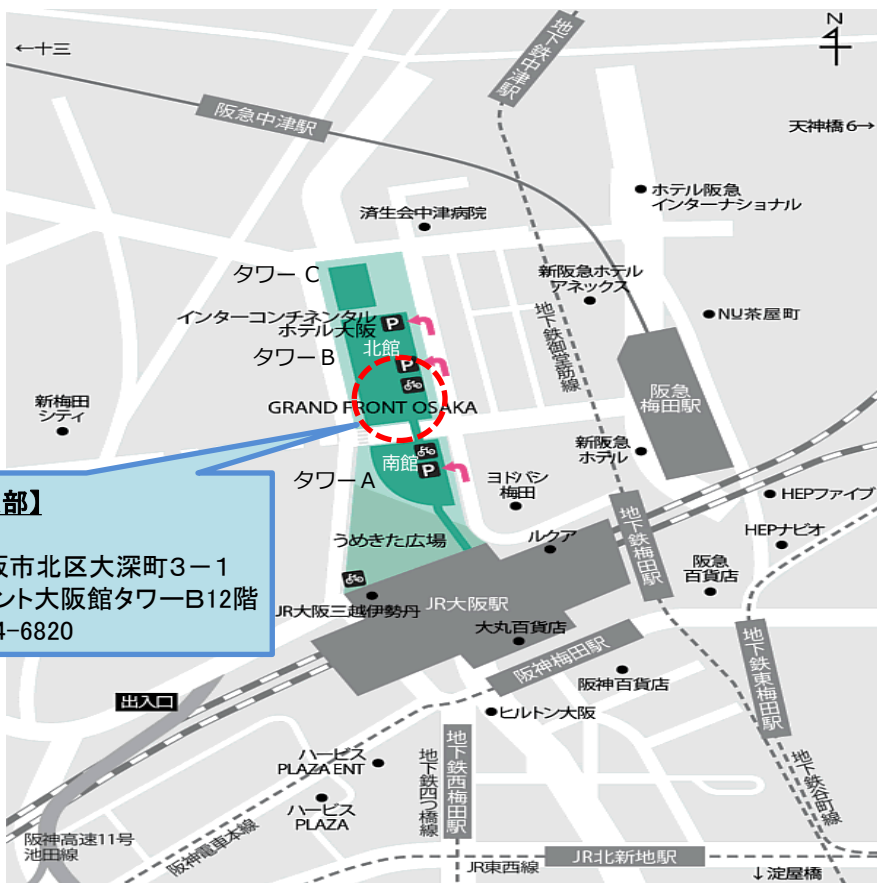 N
←十三
地下鉄中津駅
阪急中津駅
天神橋6→
ホテル阪急
インターナショナル
済生会中津病院
タワー C
新阪急ホテル
アネックス
インターコンチネンタル
ホテル大阪
P
NU茶屋町
地下鉄御堂筋線
北館
タワー B
P
阪急
梅田駅
新梅田
シティ
GRAND FRONT OSAKA
新阪急
ホテル
南館
P
タワー A
ヨドバシ
梅田
HEPファイブ
部】
地下鉄梅田駅
HEPナビオ
うめきた広場
ルクア
阪急
百貨店
阪市北区大深町3-1
ント大阪館タワーB12階
4-6820
JR大阪三越伊勢丹
JR大阪駅
大丸百貨店
地下鉄東梅田駅
阪神梅田駅
阪神百貨店
出入口
ヒルトン大阪
ハービス
PLAZA ENT
地下鉄四つ橋線
地下鉄西梅田駅
地下鉄谷町線
ハービス
PLAZA
阪神高速11号
池田線
阪神電車本線
JR東西線
JR北新地駅
↓淀屋橋